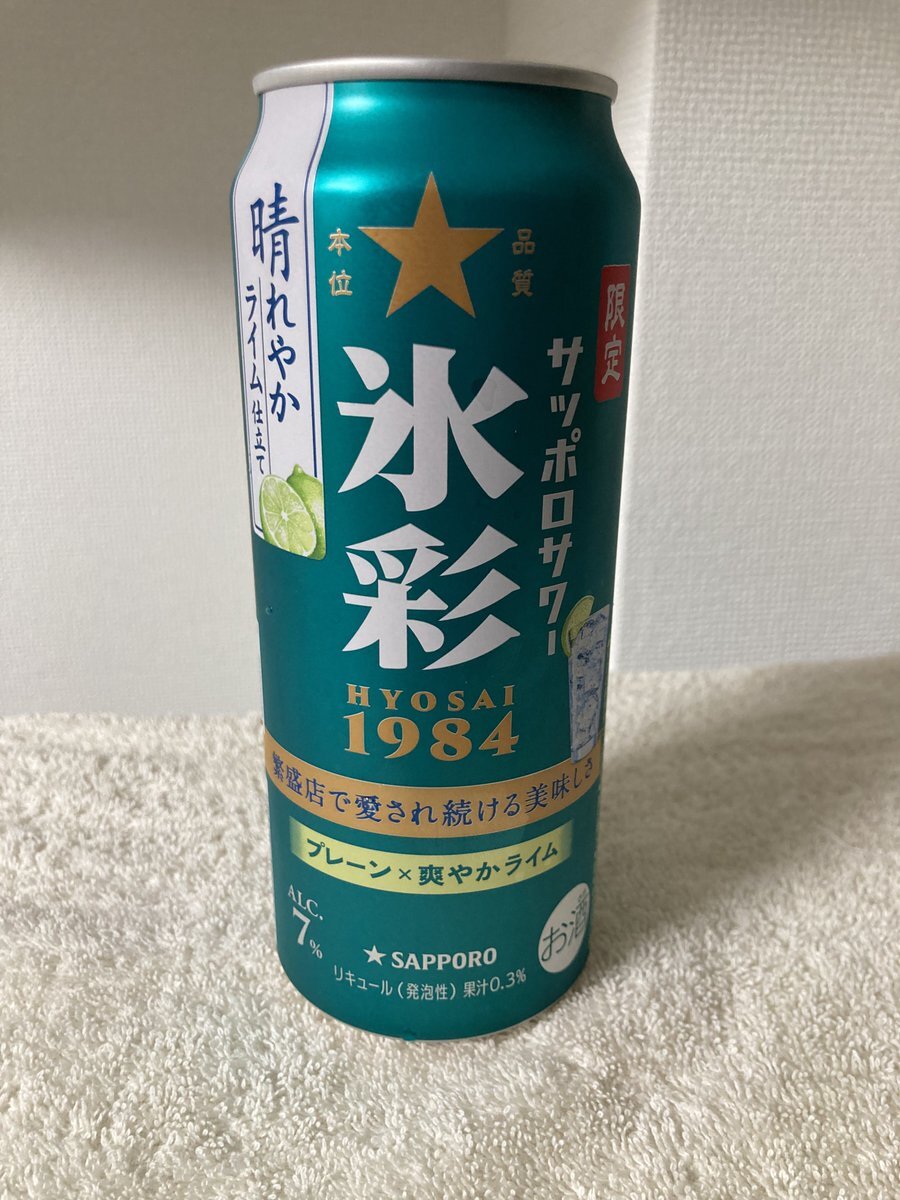 晴れやか
ライム仕立て
品質
本位
限定
サッポロサワー
氷彩
HYOSAI
1984
繁盛店で愛され続ける美味しさ
プレーン×爽やかライム
ALC.
7%
お酒
★SAPPORO
リキュール(発泡性)果汁0.3%